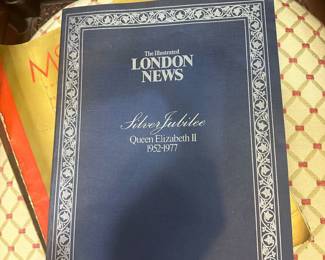 The Illustrated
LONDON
NEWS
Silver Jubilee
Queen Elizabeth II
1952-1977